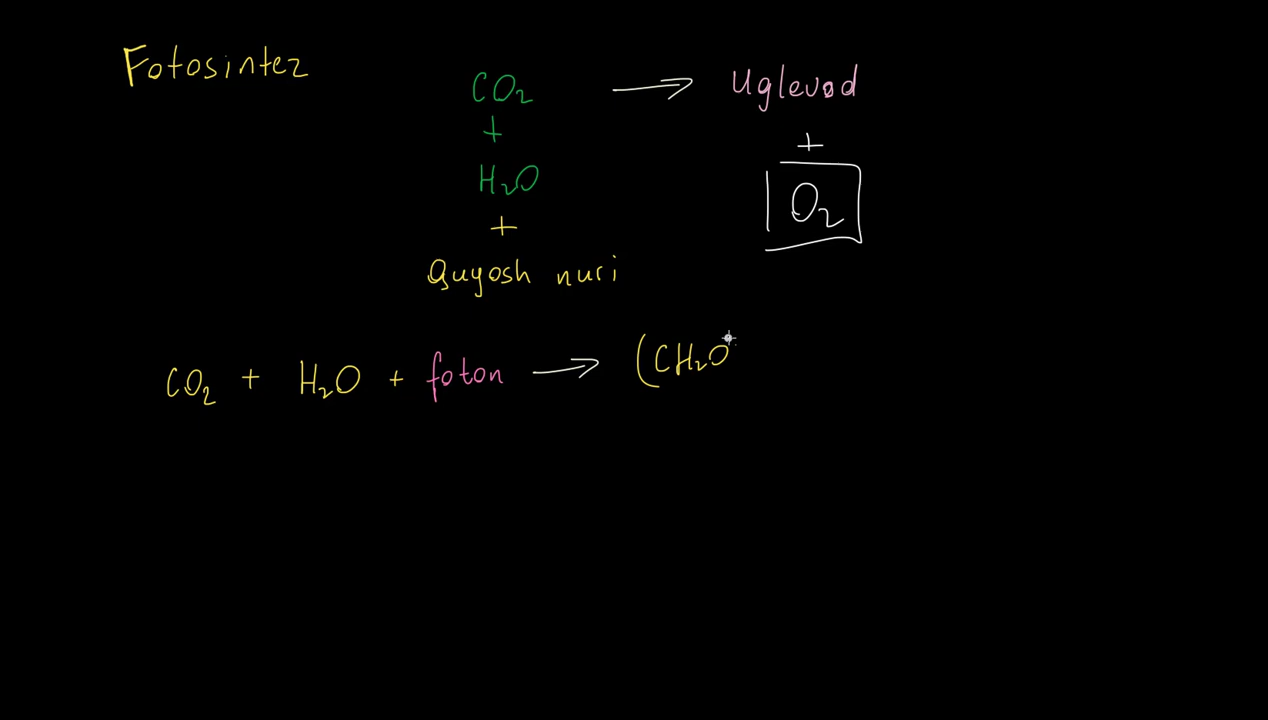 Fotosintez
CO₂ → Uglevod
+ +
H₂O O₂
+
Quyosh nuri
CO₂ + H₂O + foton → (CH₂O